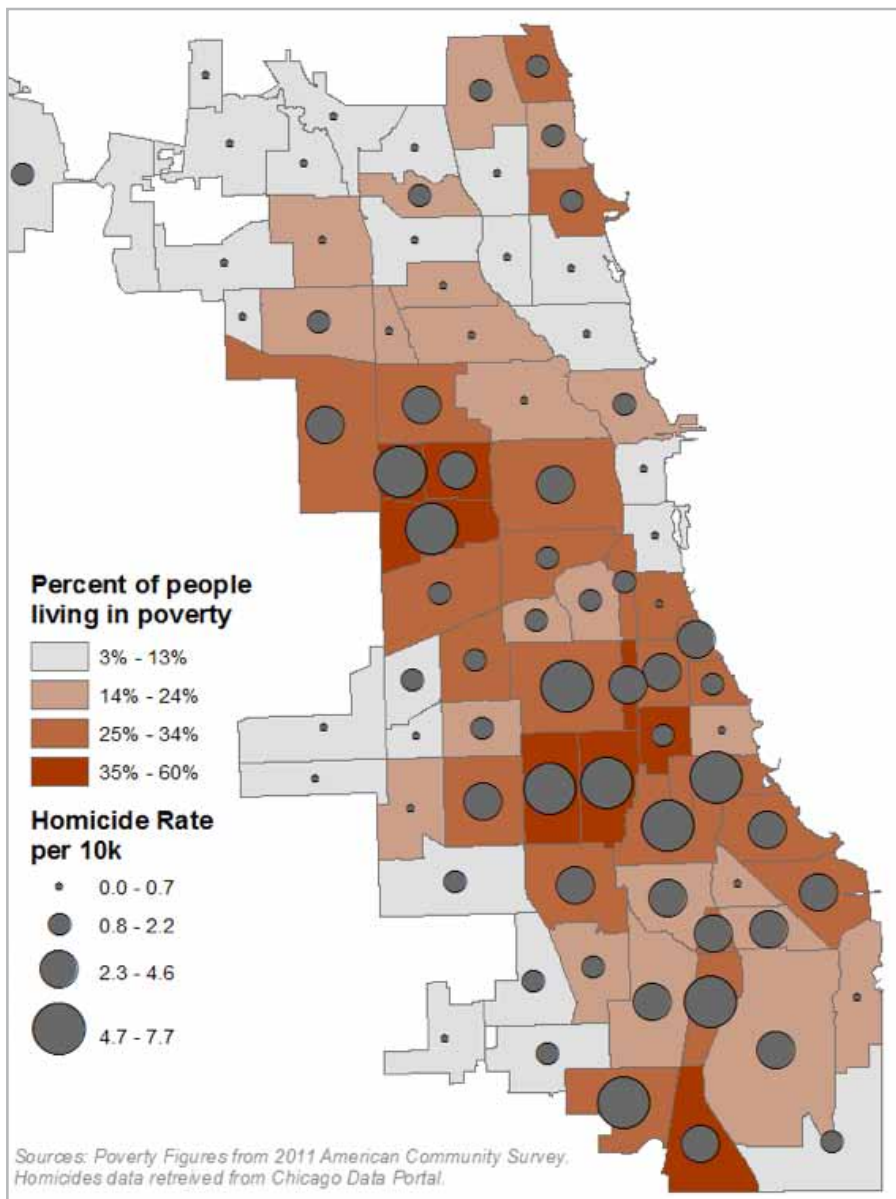 Percent of people
living in poverty
3% - 13%
14% - 24%
25% - 34%
35% - 60%
Homicide Rate
per 10k
0.0 - 0.7
0.8 - 2.2
2.3 - 4.6
4.7 - 7.7
Sources: Poverty Figures from 2011 American Community Survey.
Homicides data retreived from Chicago Data Portal.